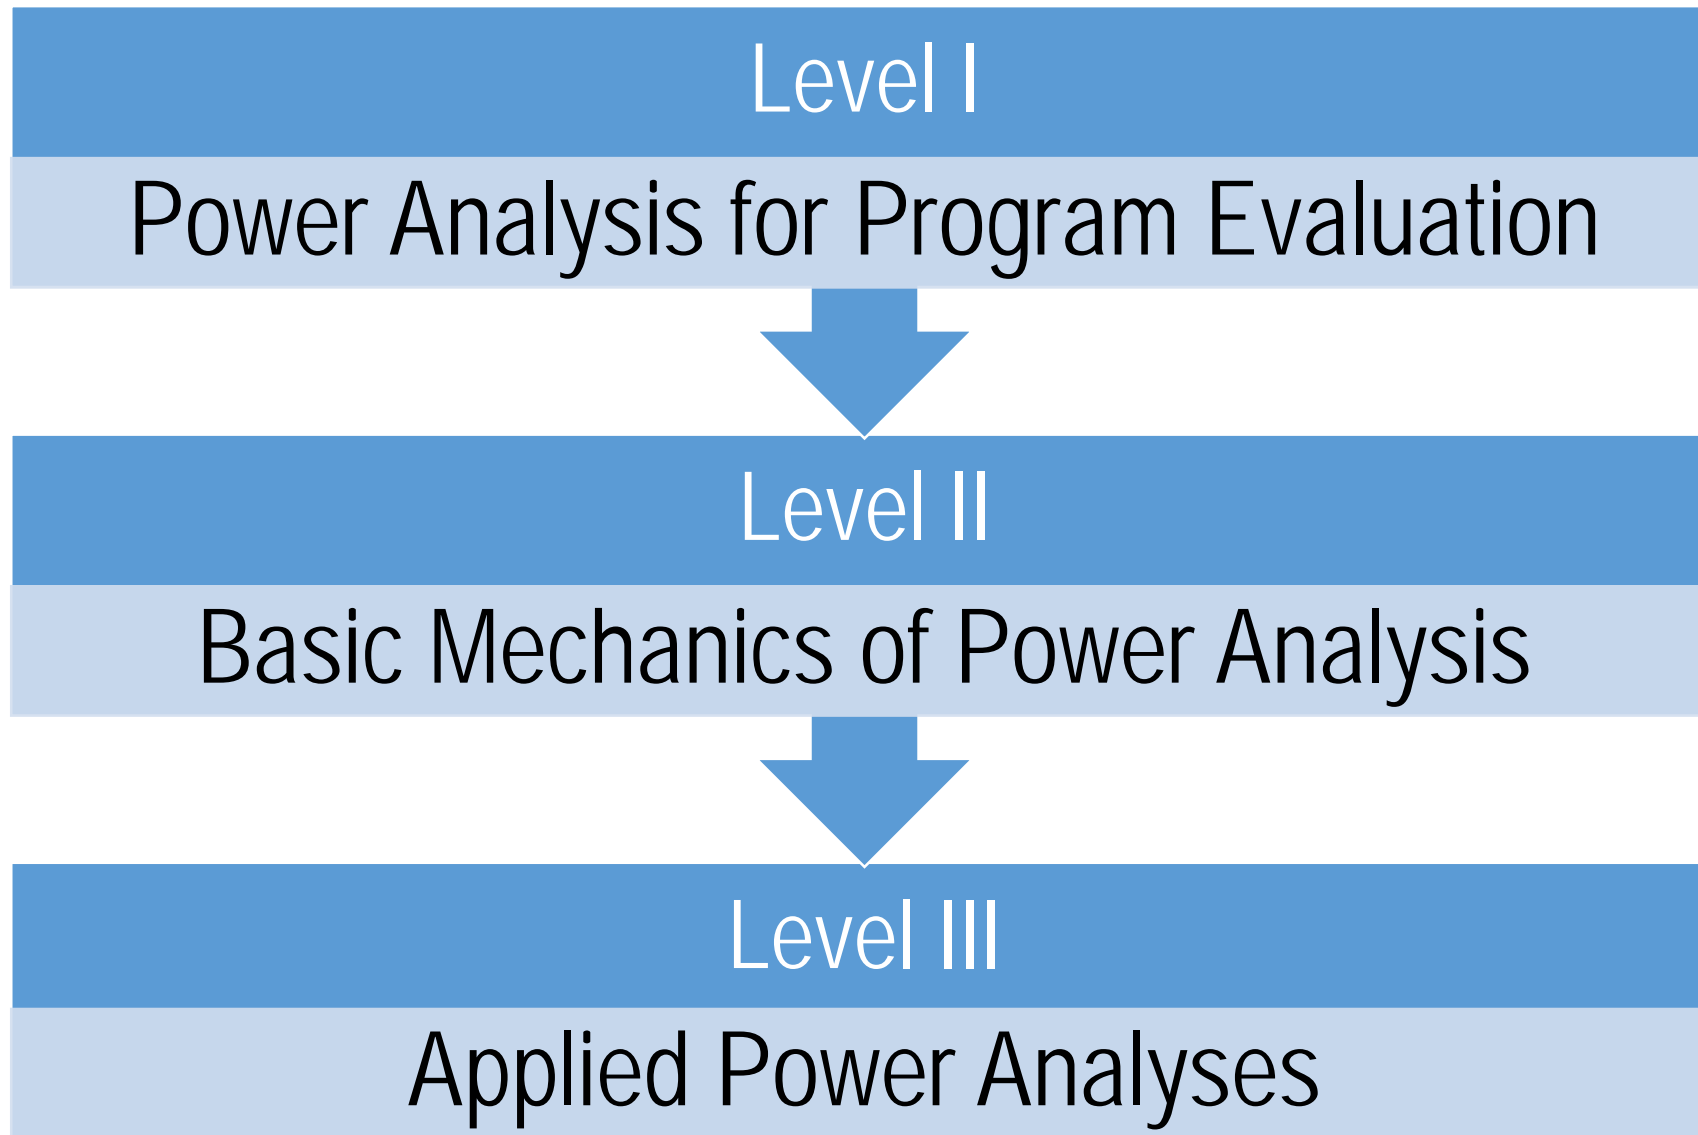 Level I
Power Analysis for Program Evaluation
Level II
Basic Mechanics of Power Analysis
Level III
Applied Power Analyses